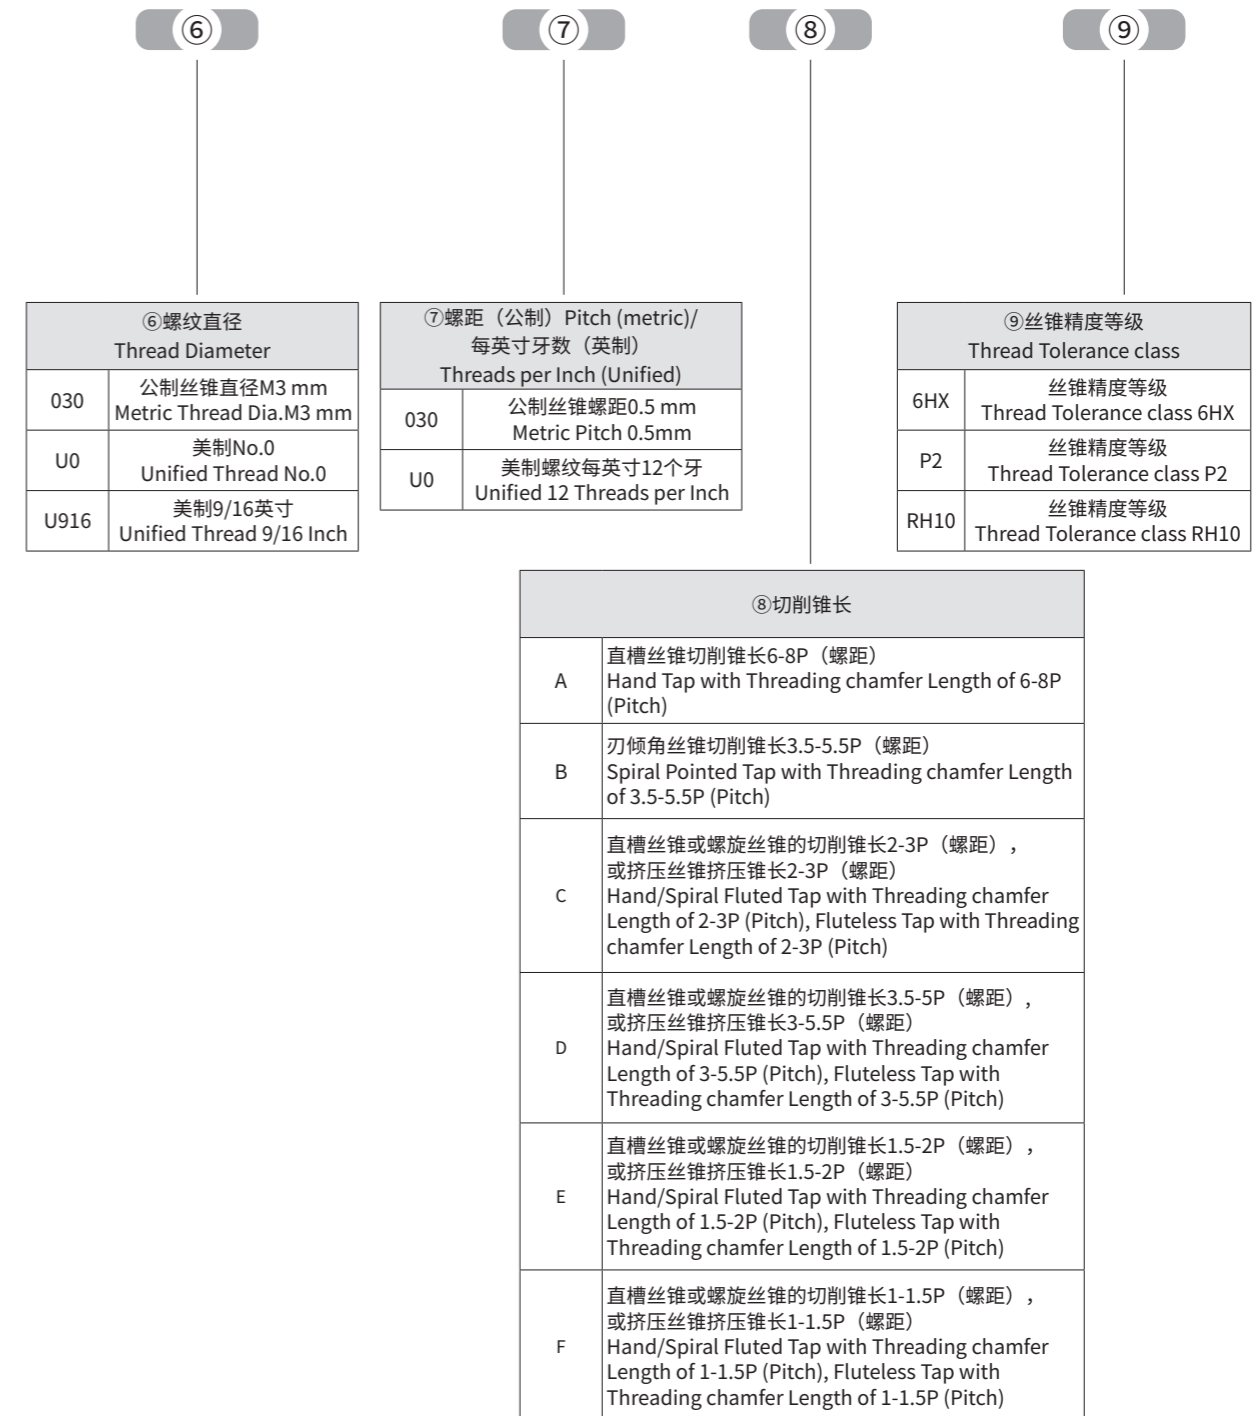 ⑥
⑦
⑧
⑨
⑥螺纹直径
Thread Diameter
030
公制丝锥直径M3 mm
Metric Thread Dia.M3 mm
U0
美制No.0
Unified Thread No.0
U916
美制9/16英寸
Unified Thread 9/16 Inch
⑦螺距（公制）Pitch (metric)/
每英寸牙数（英制）
Threads per Inch (Unified)
030
公制丝锥螺距0.5 mm
Metric Pitch 0.5mm
U0
美制螺纹每英寸12个牙
Unified 12 Threads per Inch
⑨丝锥精度等级
Thread Tolerance class
6HX
丝锥精度等级
Thread Tolerance class 6HX
P2
丝锥精度等级
Thread Tolerance class P2
RH10
丝锥精度等级
Thread Tolerance class RH10
⑧切削锥长
A
直槽丝锥切削锥长6-8P（螺距）
Hand Tap with Threading chamfer Length of 6-8P
(Pitch)
B
刃倾角丝锥切削锥长3.5-5.5P（螺距）
Spiral Pointed Tap with Threading chamfer Length
of 3.5-5.5P (Pitch)
C
直槽丝锥或螺旋丝锥的切削锥长2-3P（螺距），
或挤压丝锥挤压锥长2-3P（螺距）
Hand/Spiral Fluted Tap with Threading chamfer
Length of 2-3P (Pitch), Fluteless Tap with Threading
chamfer Length of 2-3P (Pitch)
D
直槽丝锥或螺旋丝锥的切削锥长3.5-5P（螺距），
或挤压丝锥挤压锥长3-5.5P（螺距）
Hand/Spiral Fluted Tap with Threading chamfer
Length of 3-5.5P (Pitch), Fluteless Tap with
Threading chamfer Length of 3-5.5P (Pitch)
E
直槽丝锥或螺旋丝锥的切削锥长1.5-2P（螺距），
或挤压丝锥挤压锥长1.5-2P（螺距）
Hand/Spiral Fluted Tap with Threading chamfer
Length of 1.5-2P (Pitch), Fluteless Tap with
Threading chamfer Length of 1.5-2P (Pitch)
F
直槽丝锥或螺旋丝锥的切削锥长1-1.5P（螺距），
或挤压丝锥挤压锥长1-1.5P（螺距）
Hand/Spiral Fluted Tap with Threading chamfer
Length of 1-1.5P (Pitch), Fluteless Tap with
Threading chamfer Length of 1-1.5P (Pitch)